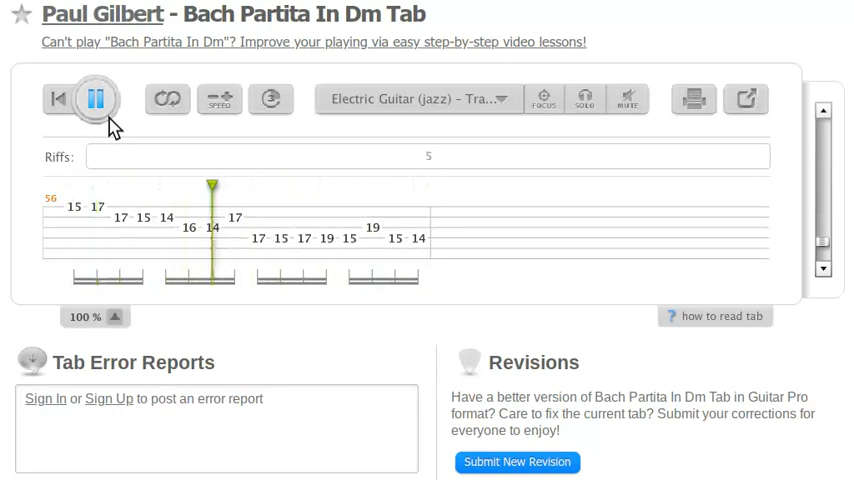 Paul Gilbert - Bach Partita In Dm Tab
Can't play "Bach Partita In Dm"? Improve your playing via easy step-by-step video lessons!
SPEED
3
Electric Guitar (jazz) – Tra...
FOCUS
SOLO
MUTE
Riffs:
5
56
15 17
17 15 14 17
16 14 19
17 15 17 19 15 15 14
100 %
? how to read tab
Tab Error Reports
Sign In or Sign Up to post an error report
Revisions
Have a better version of Bach Partita In Dm Tab in Guitar Pro
format? Care to fix the current tab? Submit your corrections for
everyone to enjoy!
Submit New Revision